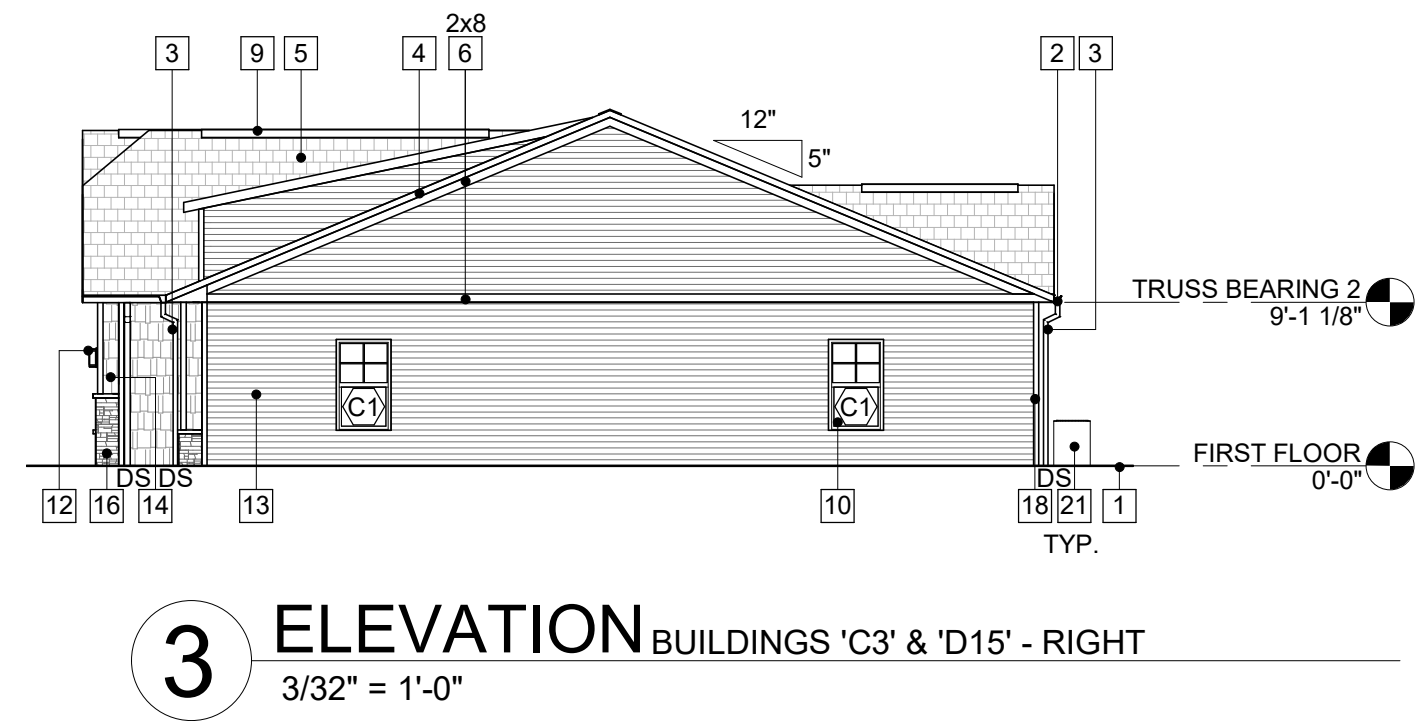 2x8
3 9 5 4 6 2 3
12"
5"
TRUSS BEARING 2
9'-1 1/8"
C1 C1
FIRST FLOOR
0'-0"
DS DS DS
12 16 14 13 10 18 21 1
TYP.
3 ELEVATION BUILDINGS 'C3' & 'D15' - RIGHT
3/32" = 1'-0"